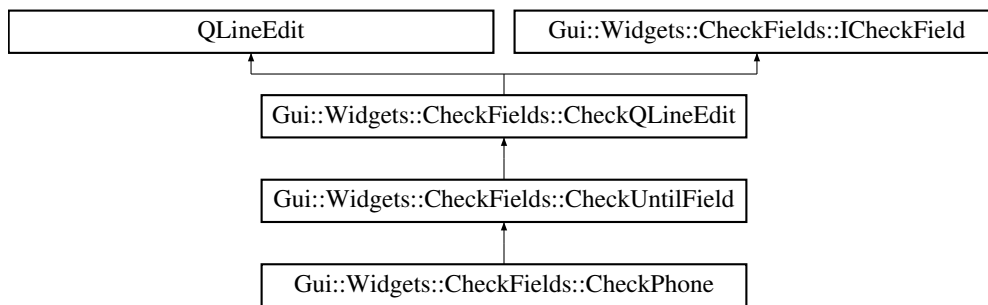 QLineEdit
Gui::Widgets::CheckFields::ICheckField
Gui::Widgets::CheckFields::CheckQLineEdit
Gui::Widgets::CheckFields::CheckUntilField
Gui::Widgets::CheckFields::CheckPhone